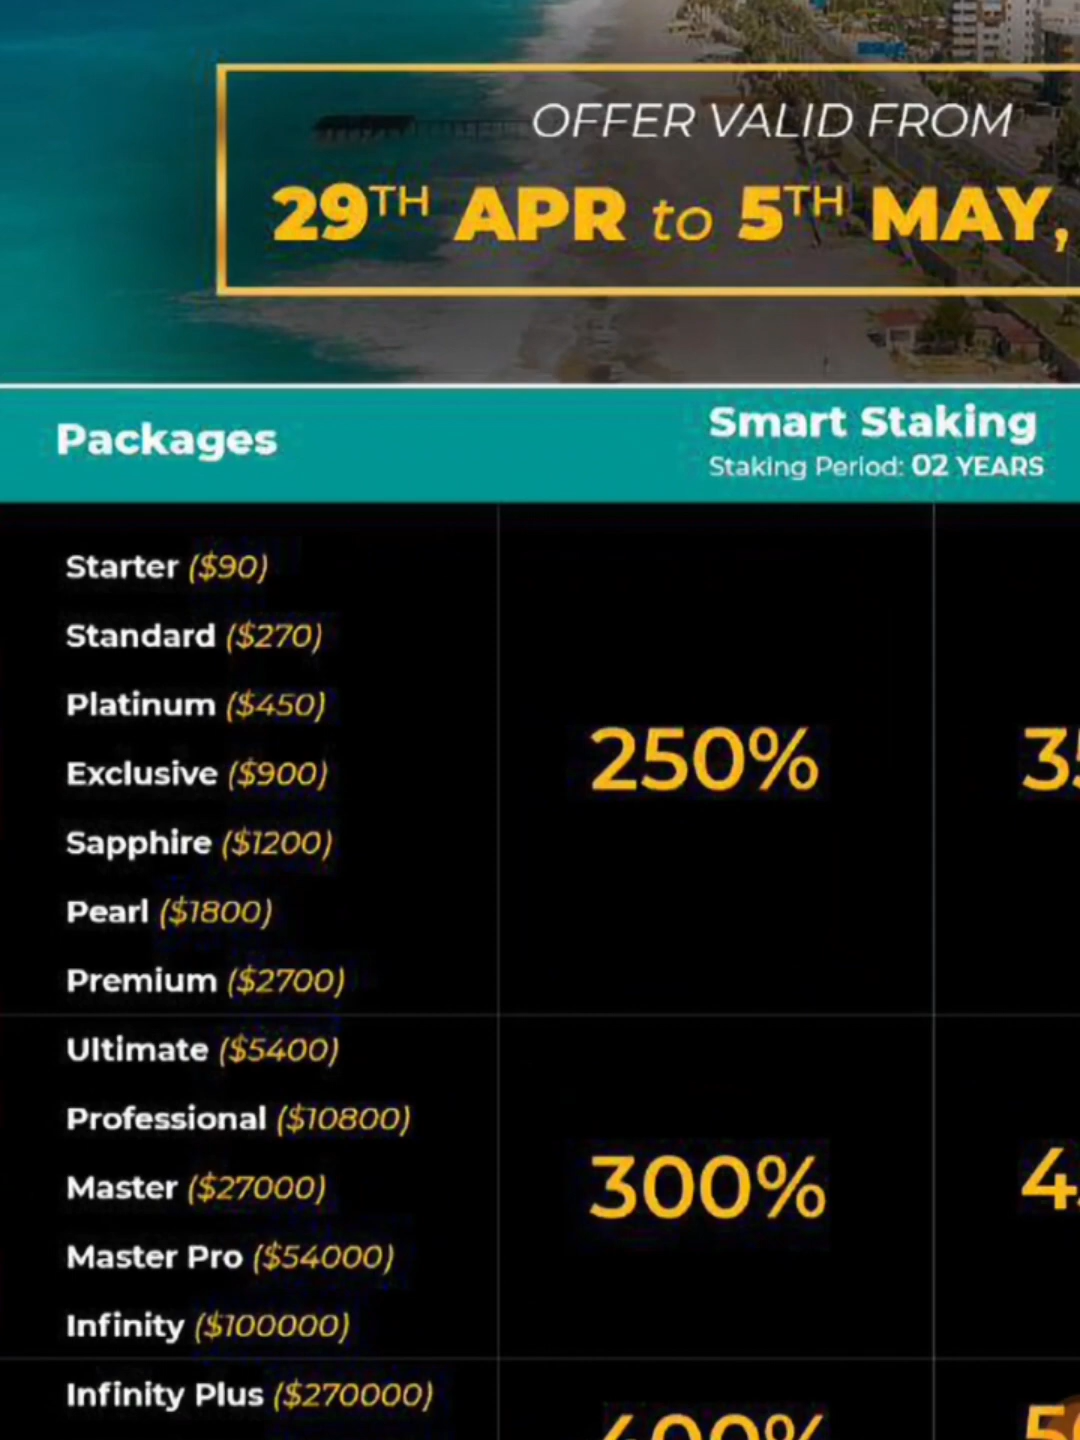 OFFER VALID FROM
29TH APR to 5TH MAY,
Packages
Smart Staking
Staking Period: 02 YEARS
Starter ($90)
Standard ($270)
Platinum ($450)
Exclusive ($900)
Sapphire ($1200)
Pearl ($1800)
Premium ($2700)
250%
Ultimate ($5400)
Professional ($10800)
Master ($27000)
Master Pro ($54000)
Infinity ($100000)
300%
Infinity Plus ($270000)
400%